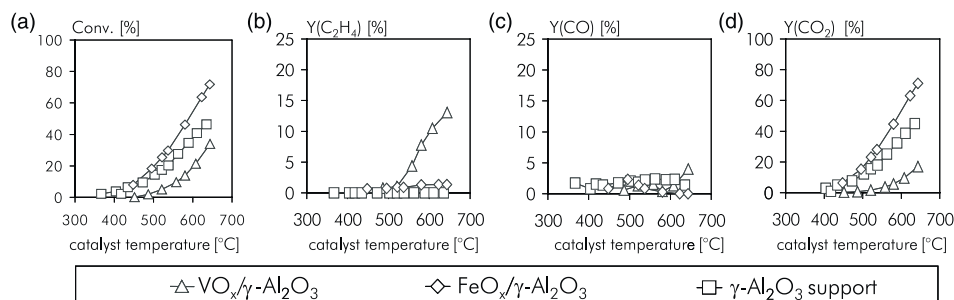 (a) Conv. [%]
100
80
60
40
20
0
300 400 500 600 700
catalyst temperature [°C]
(b) Y(C₂H₄) [%]
25
20
15
10
5
0
300 400 500 600 700
catalyst temperature [°C]
(c) Y(CO) [%]
25
20
15
10
5
0
300 400 500 600 700
catalyst temperature [°C]
(d) Y(CO₂) [%]
100
80
60
40
20
0
300 400 500 600 700
catalyst temperature [°C]
VOₓ/γ-Al₂O₃ FeOₓ/γ-Al₂O₃ γ-Al₂O₃ support